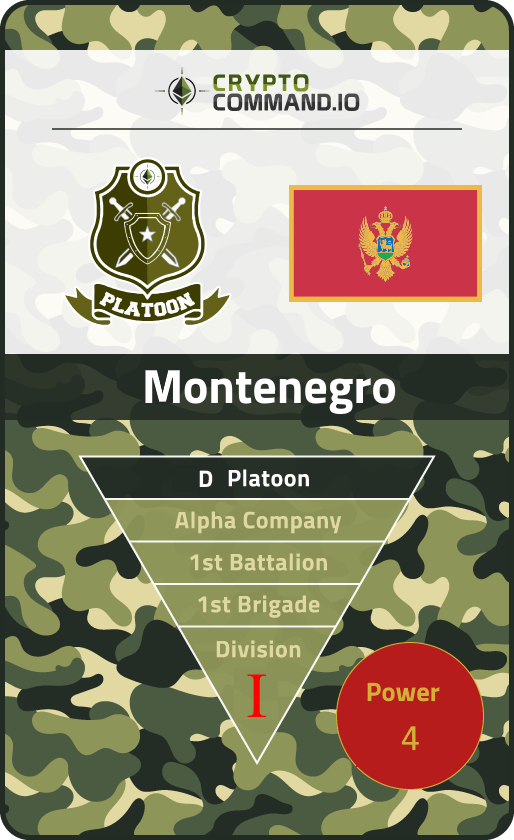 CRYPTO
COMMAND.IO
PLATOON
Montenegro
D Platoon
Alpha Company
1st Battalion
1st Brigade
Division
I
Power
4